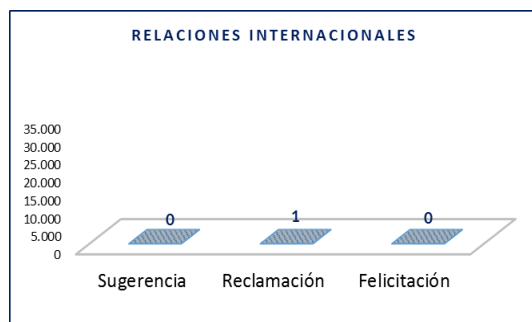 RELACIONES INTERNACIONALES
35.000
30.000
25.000
20.000
15.000
10.000
5.000
0
0 1 0
Sugerencia Reclamación Felicitación